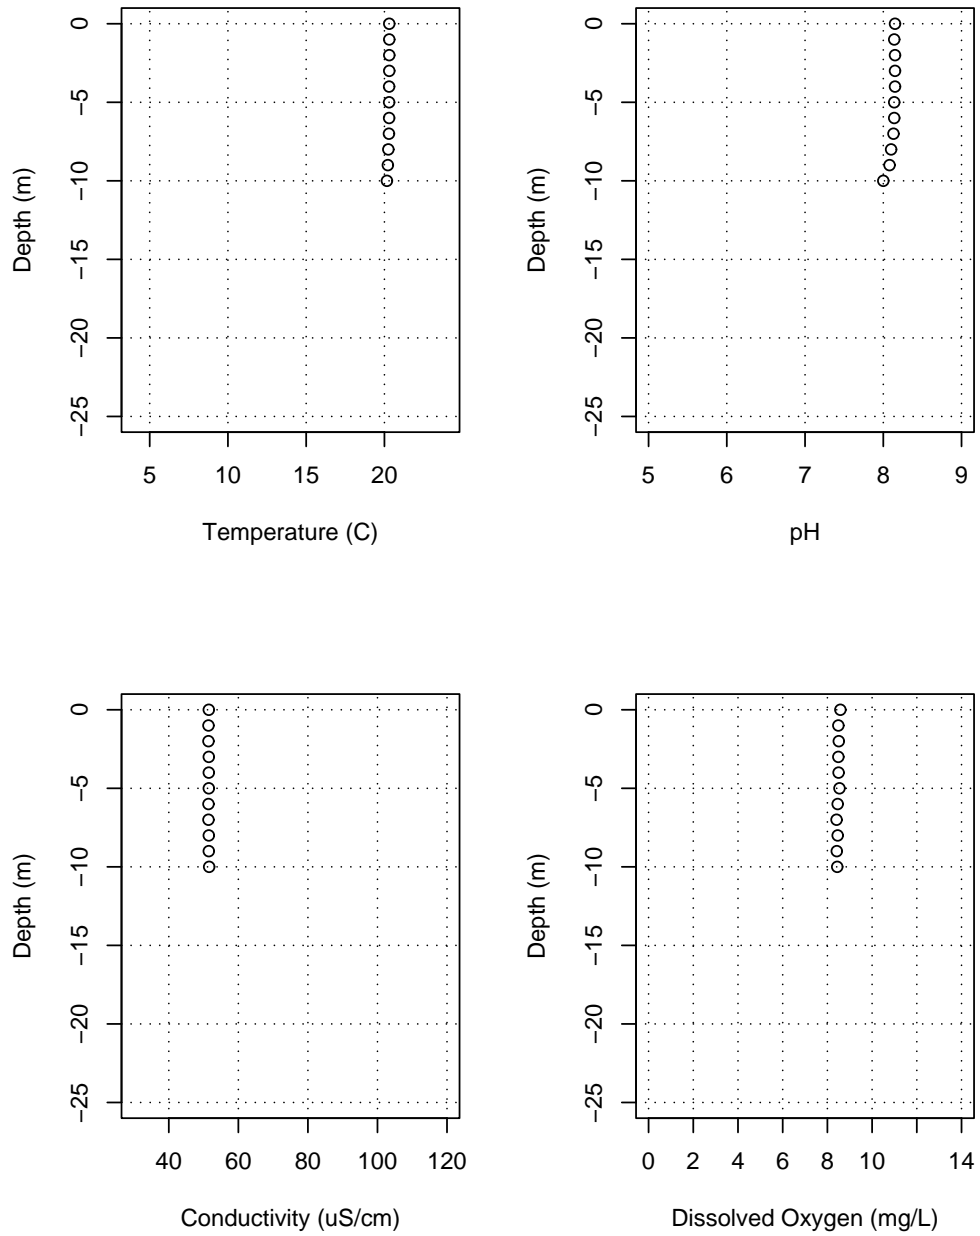 0
−5
−10
−15
−20
−25
Depth (m)
5 10 15 20
Temperature (C)
0
−5
−10
−15
−20
−25
Depth (m)
5 6 7 8 9
pH
0
−5
−10
−15
−20
−25
Depth (m)
40 60 80 100 120
Conductivity (uS/cm)
0
−5
−10
−15
−20
−25
Depth (m)
0 2 4 6 8 10 14
Dissolved Oxygen (mg/L)